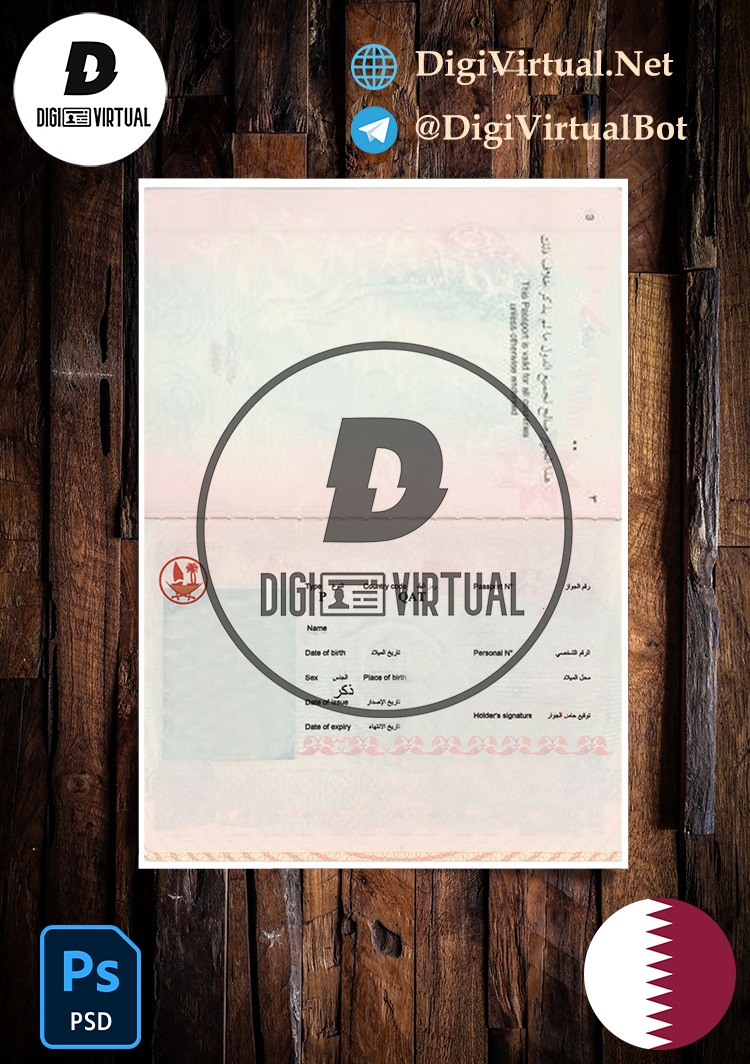 D
DIGI VIRTUAL
DigiVirtual.Net
@DigiVirtualBot
٣
This Passport is valid for all countries
unless otherwise endorsed
٣
D
DIGI VIRTUAL
Type النوع Country code Passport N° رقم الجواز
P QAT
Name
Date of birth تاريخ الميلاد Personal N° الرقم الشخصي
Sex الجنس Place of birth محل الميلاد
ذكر
Date of issue تاريخ الإصدار
Holder's signature توقيع حامل الجواز
Date of expiry تاريخ الانتهاء
Ps
PSD